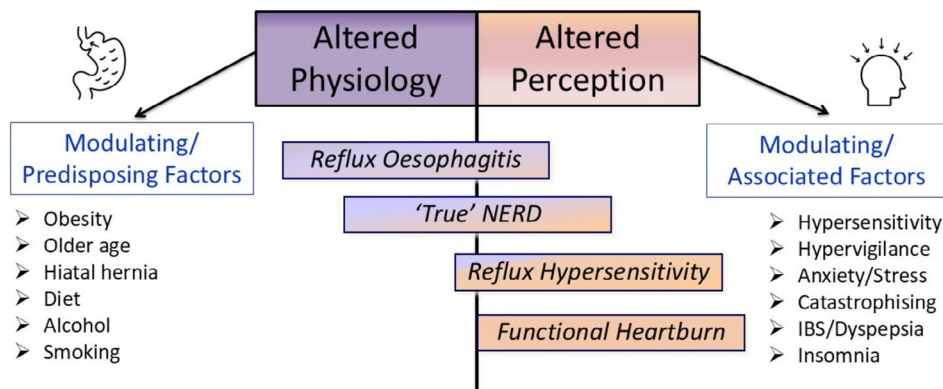 Altered
Physiology
Altered
Perception
Modulating/
Predisposing Factors
➢ Obesity
➢ Older age
➢ Hiatal hernia
➢ Diet
➢ Alcohol
➢ Smoking
Reflux Oesophagitis
‘True’ NERD
Reflux Hypersensitivity
Functional Heartburn
Modulating/
Associated Factors
➢ Hypersensitivity
➢ Hypervigilance
➢ Anxiety/Stress
➢ Catastrophising
➢ IBS/Dyspepsia
➢ Insomnia